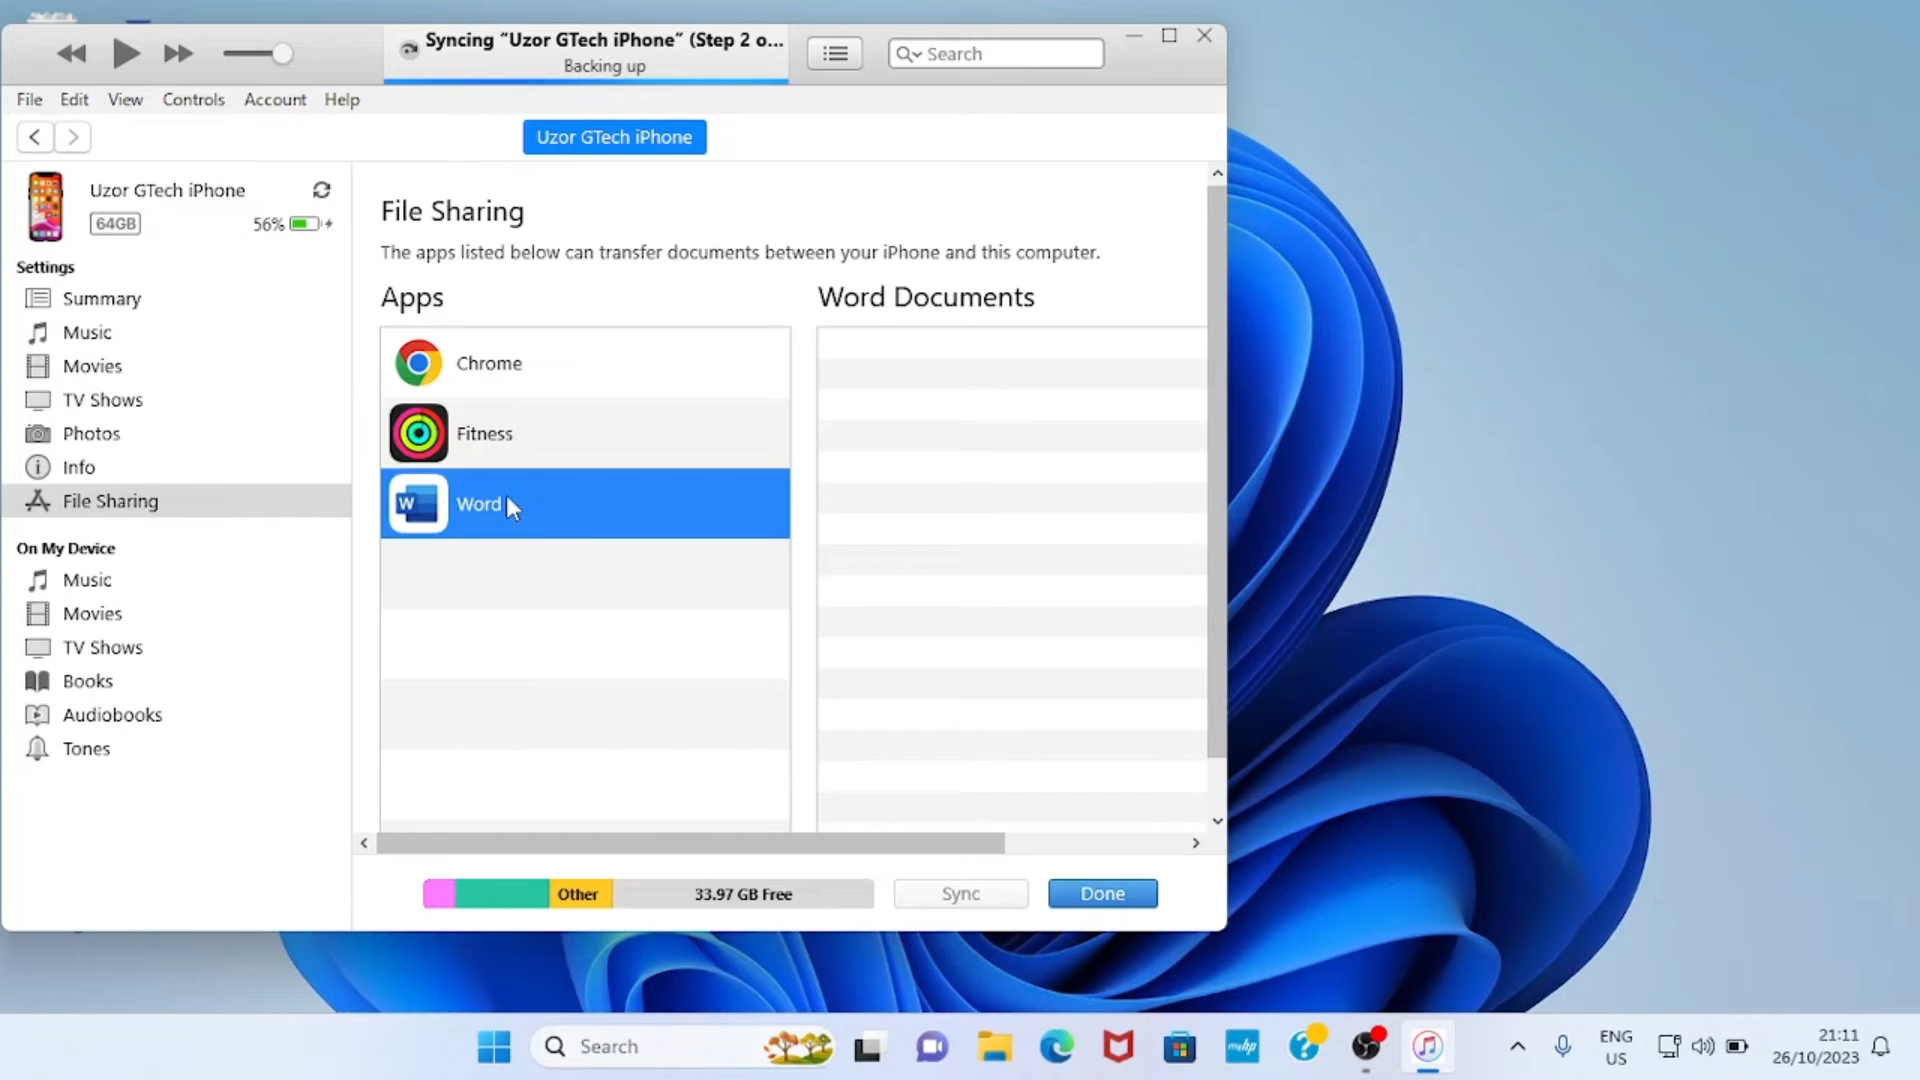 Syncing “Uzor GTech iPhone” (Step 2 o...
Backing up
Search
File Edit View Controls Account Help
Uzor GTech iPhone
Uzor GTech iPhone
64GB 56%
Settings
Summary
Music
Movies
TV Shows
Photos
Info
File Sharing
On My Device
Music
Movies
TV Shows
Books
Audiobooks
Tones
File Sharing
The apps listed below can transfer documents between your iPhone and this computer.
Apps
Chrome
Fitness
W Word
Word Documents
Other 33.97 GB Free Sync Done
Search
myhp
ENG
US
21:11
26/10/2023